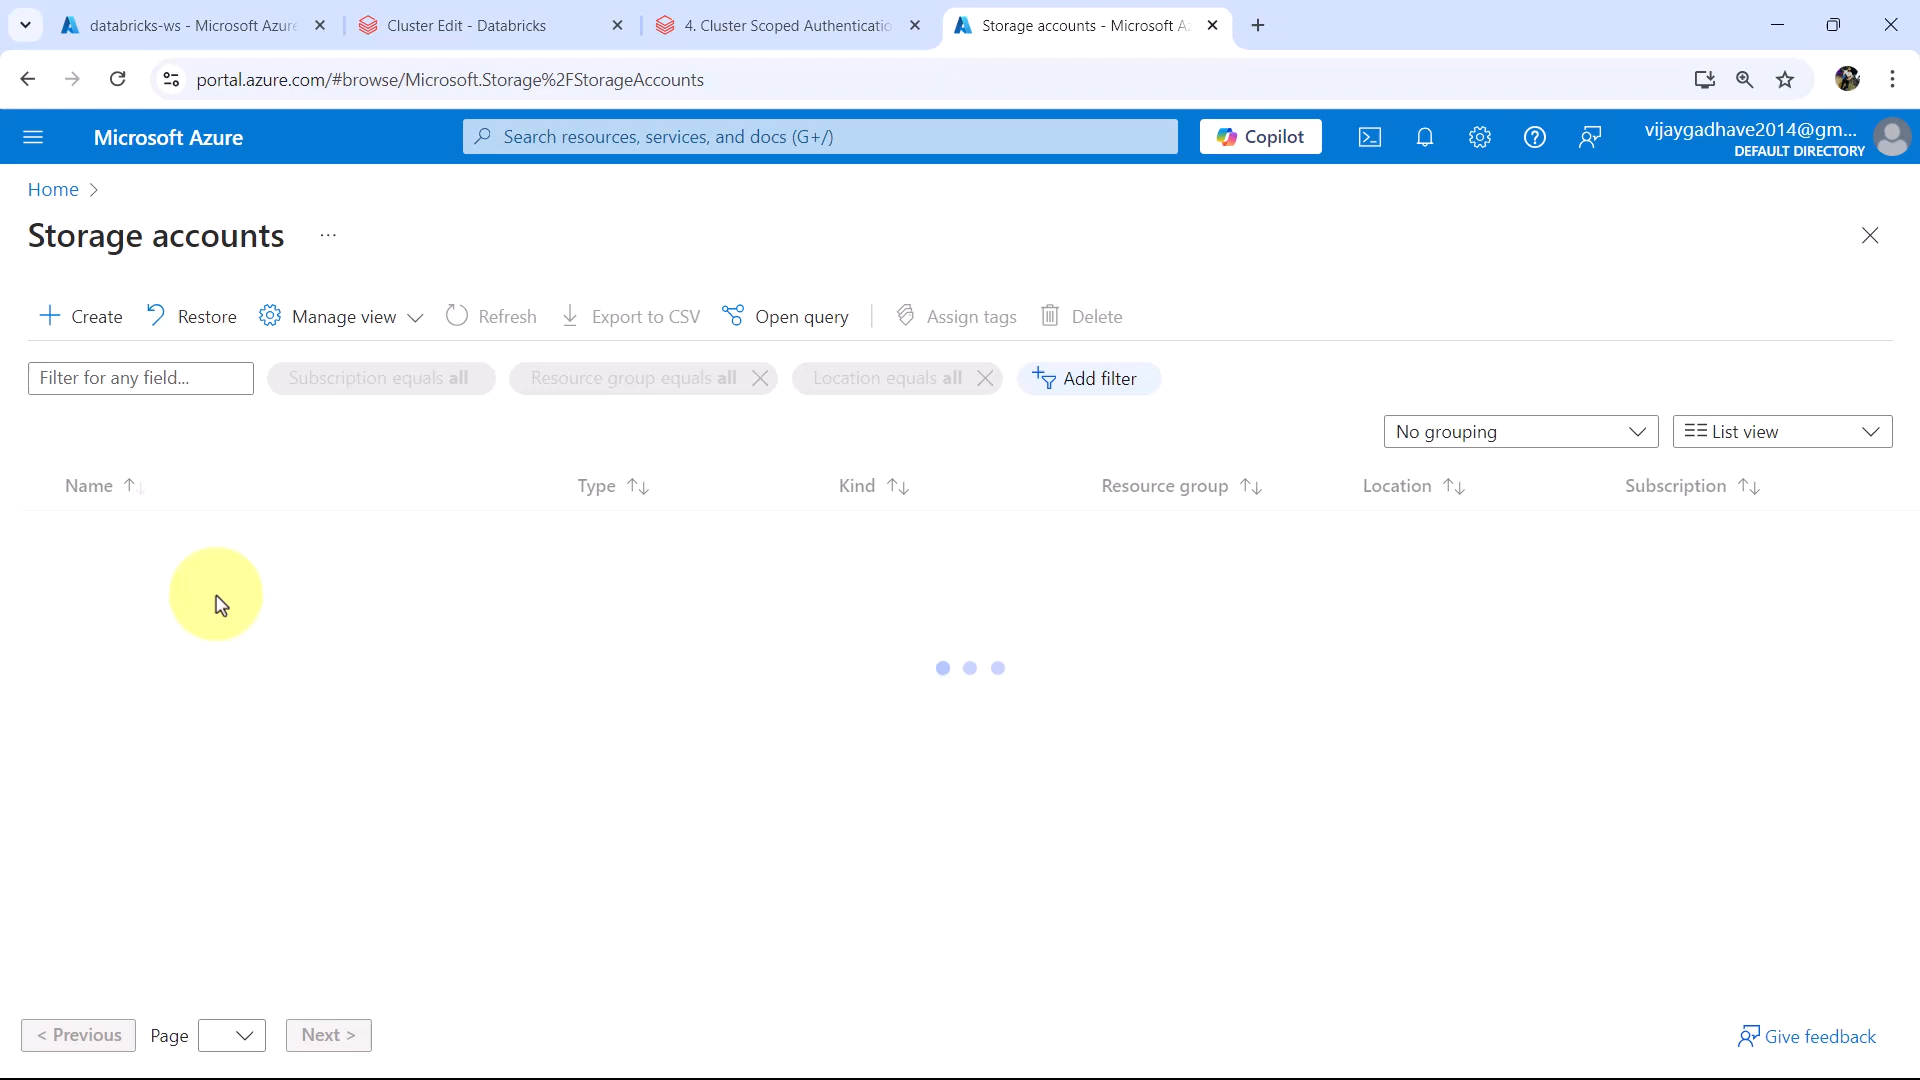 databricks-ws - Microsoft Azure
Cluster Edit - Databricks
4. Cluster Scoped Authenticatio
Storage accounts - Microsoft A
portal.azure.com/#browse/Microsoft.Storage%2FStorageAccounts
Microsoft Azure
Search resources, services, and docs (G+/)
Copilot
vijaygadhave2014@gm...
DEFAULT DIRECTORY
Home
Storage accounts ...
Create
Restore
Manage view
Refresh
Export to CSV
Open query
Assign tags
Delete
Filter for any field...
Subscription equals all
Resource group equals all
Location equals all
Add filter
No grouping
List view
Name
Type
Kind
Resource group
Location
Subscription
< Previous
Page
Next >
Give feedback